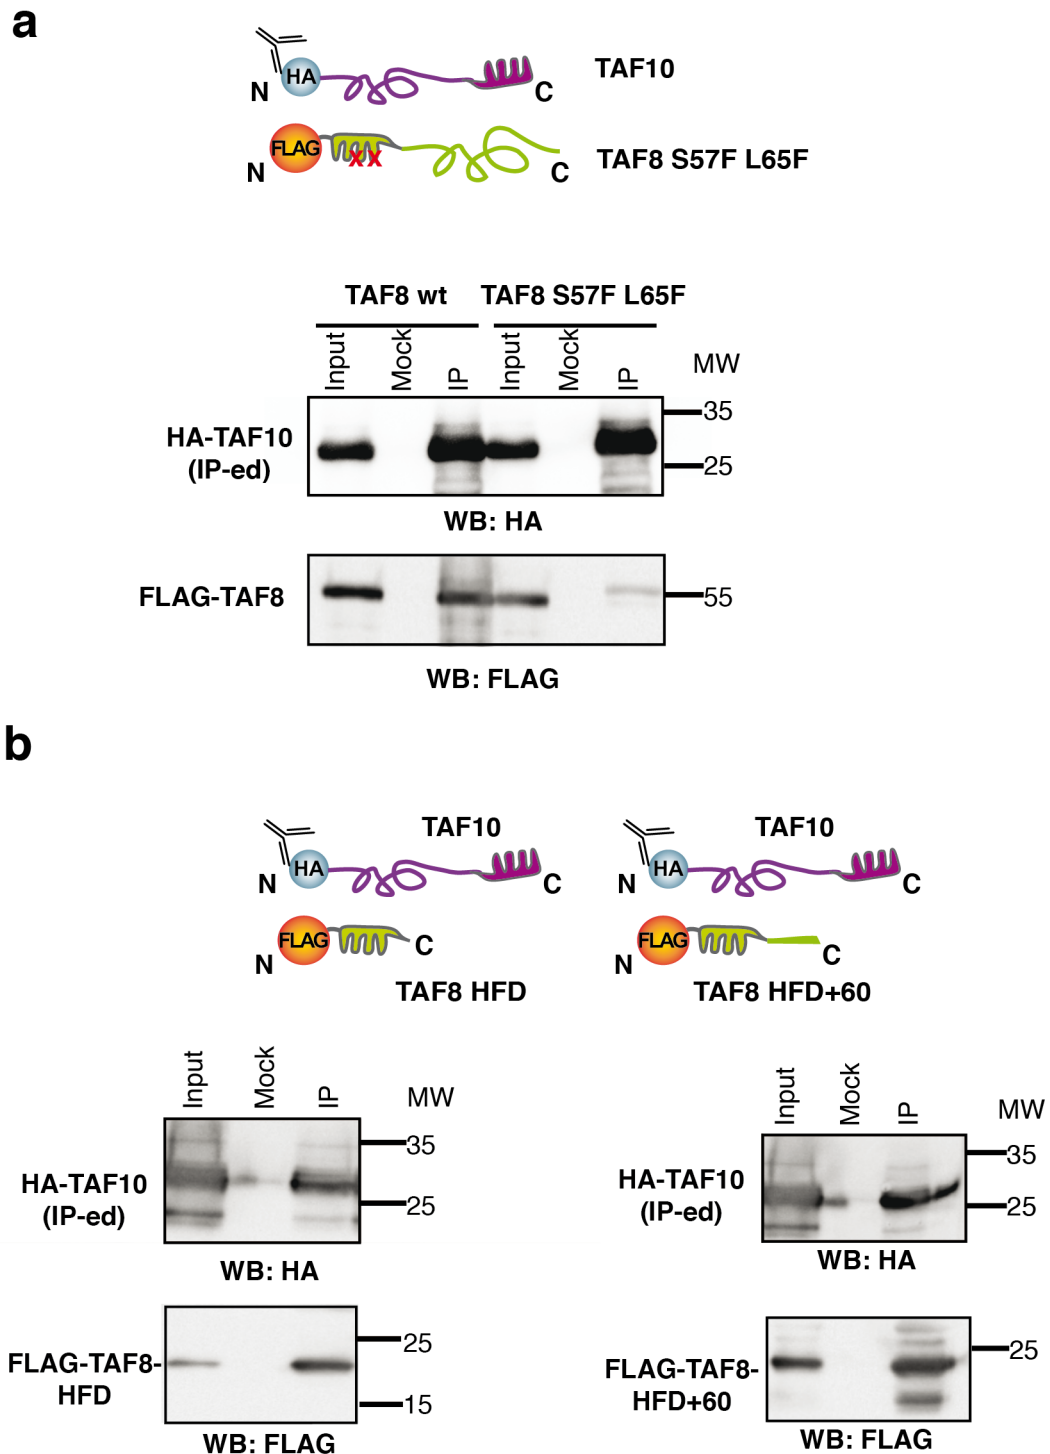 a
HA
N
C
TAF10
FLAG
x x
N
C
TAF8 S57F L65F
TAF8 wt
TAF8 S57F L65F
Input
Mock
IP
Input
Mock
IP
MW
HA-TAF10
(IP-ed)
35
25
WB: HA
FLAG-TAF8
55
WB: FLAG
b
TAF10
HA
N
C
FLAG
N
C
TAF8 HFD
TAF10
HA
N
C
FLAG
N
C
TAF8 HFD+60
Input
Mock
IP
MW
HA-TAF10
(IP-ed)
35
25
WB: HA
FLAG-TAF8-
HFD
25
15
WB: FLAG
Input
Mock
IP
MW
HA-TAF10
(IP-ed)
35
25
WB: HA
FLAG-TAF8-
HFD+60
25
WB: FLAG